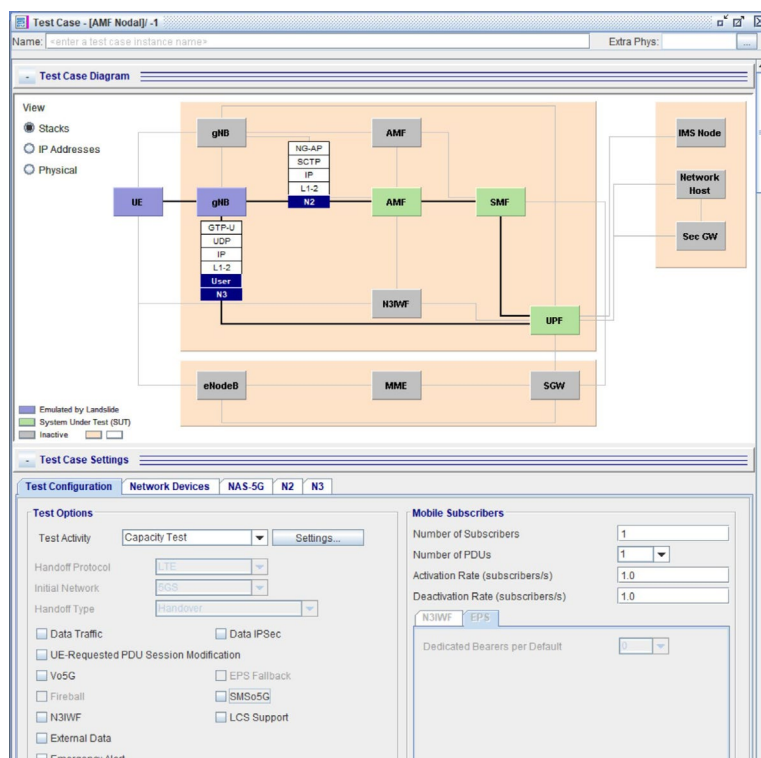 Test Case - [AMF Nodal]/ -1
Name: <enter a test case instance name> Extra Phys: ...
- Test Case Diagram
View
Stacks
IP Addresses
Physical
gNB AMF IMS Node
NG-AP
SCTP
IP
L1-2
N2
Network Host
UE gNB AMF SMF
GTP-U
UDP
IP
L1-2
User
N3
Sec GW
N3IWF
UPF
eNodeB MME SGW
Emulated by Landslide
System Under Test (SUT)
Inactive
- Test Case Settings
Test Configuration Network Devices NAS-5G N2 N3
Test Options
Test Activity Capacity Test Settings...
Handoff Protocol LTE
Initial Network 5GS
Handoff Type Handover
Data Traffic Data IPSec
UE-Requested PDU Session Modification
Vo5G EPS Fallback
Fireball SMSo5G
N3IWF LCS Support
External Data
Emergency Alert
Mobile Subscribers
Number of Subscribers 1
Number of PDUs 1
Activation Rate (subscribers/s) 1.0
Deactivation Rate (subscribers/s) 1.0
N3IWF EPS
Dedicated Bearers per Default 0